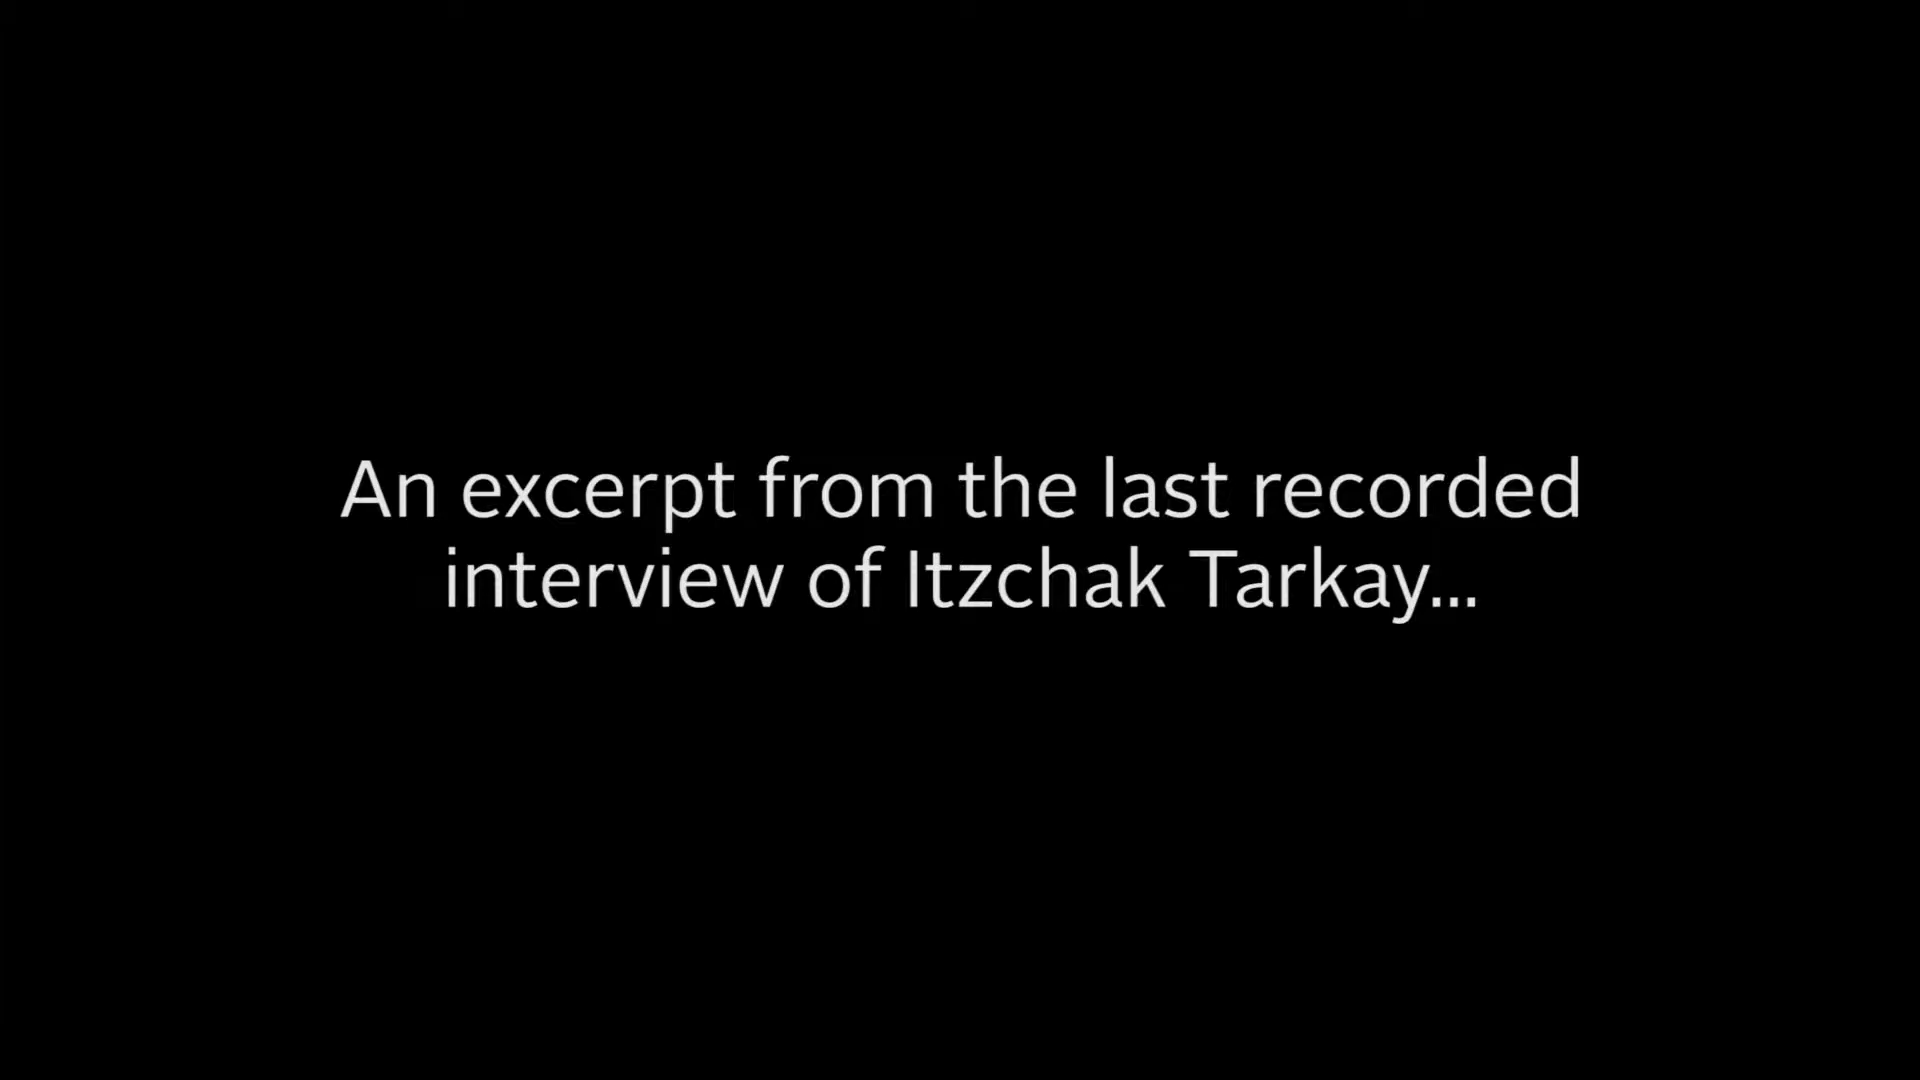 An excerpt from the last recorded
interview of Itzchak Tarkay...